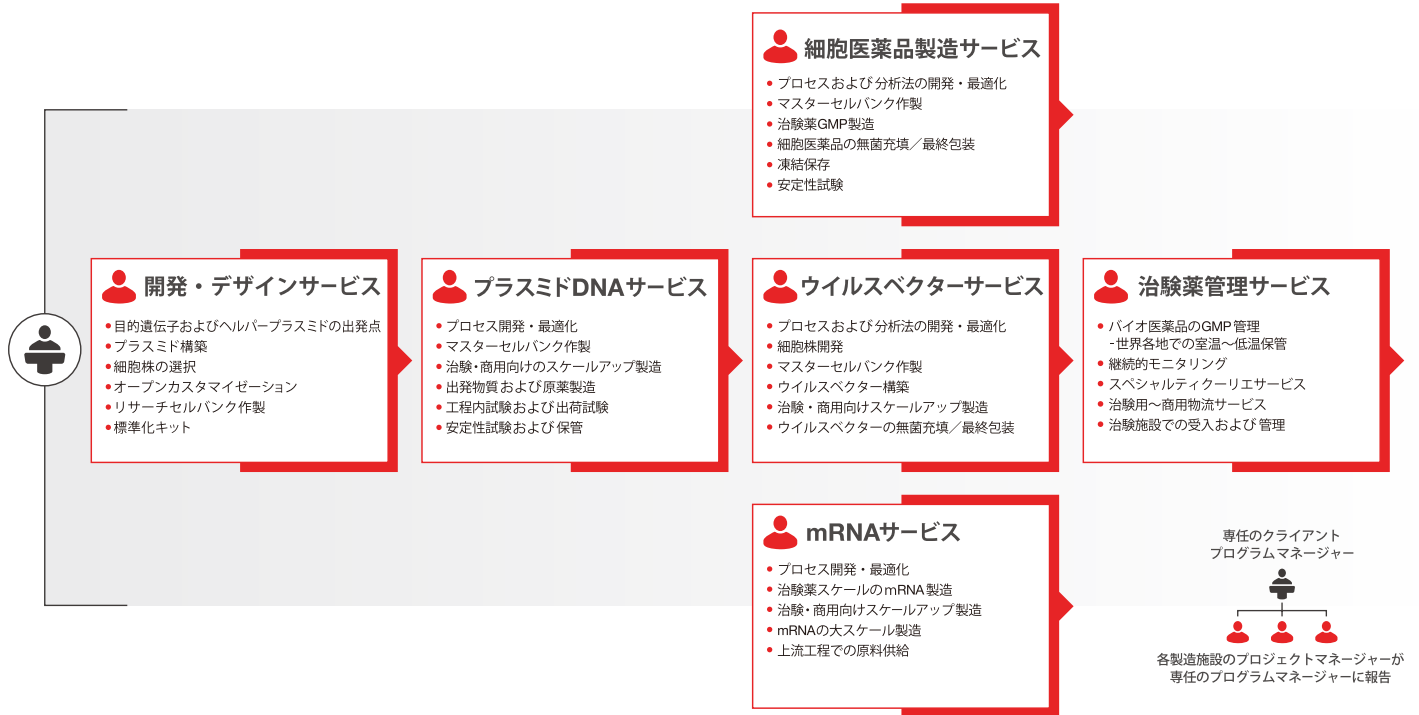 細胞医薬品製造サービス
• プロセスおよび分析法の開発・最適化
• マスターセルバンク作製
• 治験薬GMP製造
• 細胞医薬品の無菌充填／最終包装
• 凍結保存
• 安定性試験
開発・デザインサービス
• 目的遺伝子およびヘルパープラスミドの出発点
• プラスミド構築
• 細胞株の選択
• オープンカスタマイゼーション
• リサーチセルバンク作製
• 標準化キット
プラスミドDNAサービス
• プロセス開発・最適化
• マスターセルバンク作製
• 治験・商用向けのスケールアップ製造
• 出発物質および原薬製造
• 工程内試験および出荷試験
• 安定性試験および保管
ウイルスベクターサービス
• プロセスおよび分析法の開発・最適化
• 細胞株開発
• マスターセルバンク作製
• ウイルスベクター構築
• 治験・商用向けスケールアップ製造
• ウイルスベクターの無菌充填／最終包装
治験薬管理サービス
• バイオ医薬品のGMP管理
-世界各地での室温〜低温保管
• 継続的モニタリング
• スペシャルティクーリエサービス
• 治験用〜商用物流サービス
• 治験施設での受入および管理
mRNAサービス
• プロセス開発・最適化
• 治験薬スケールのmRNA製造
• 治験・商用向けスケールアップ製造
• mRNAの大スケール製造
• 上流工程での原料供給
専任のクライアント
プログラムマネージャー
各製造施設のプロジェクトマネージャーが
専任のプログラムマネージャーに報告